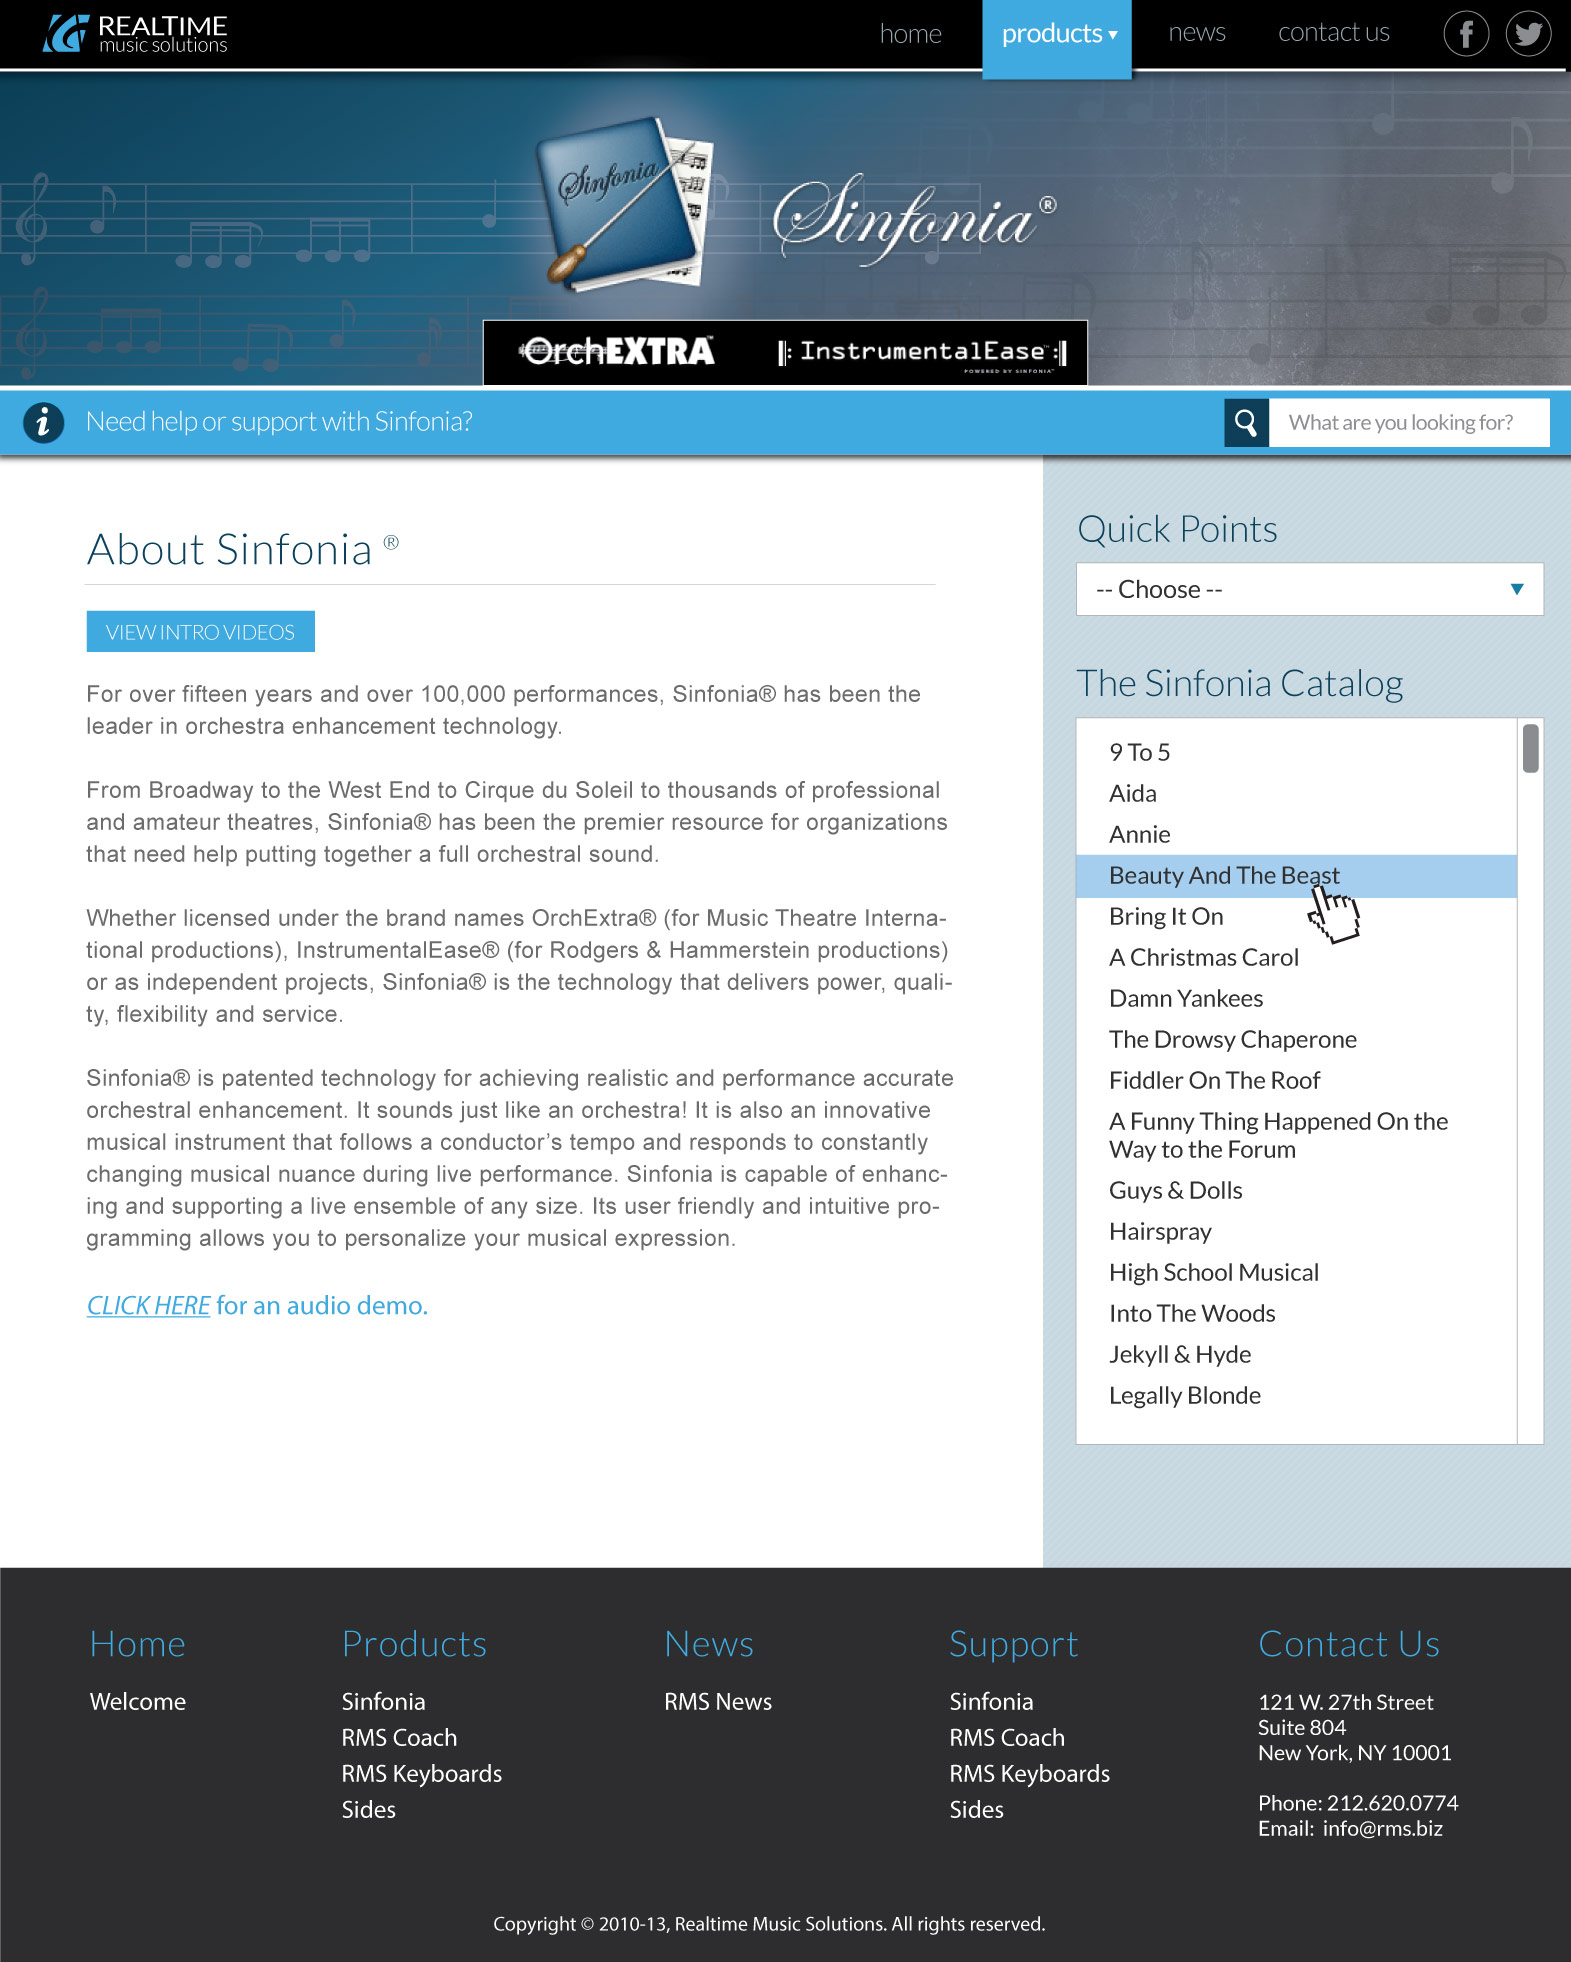 REALTIME
music solutions
home
products
news
contact us
Sinfonia
Sinfonia®
OrchEXTRA™
InstrumentalEase™
POWERED BY SINFONIA™
Need help or support with Sinfonia?
What are you looking for?
About Sinfonia ®
VIEW INTRO VIDEOS
For over fifteen years and over 100,000 performances, Sinfonia® has been the
leader in orchestra enhancement technology.
From Broadway to the West End to Cirque du Soleil to thousands of professional
and amateur theatres, Sinfonia® has been the premier resource for organizations
that need help putting together a full orchestral sound.
Whether licensed under the brand names OrchExtra® (for Music Theatre Interna-
tional productions), InstrumentalEase® (for Rodgers & Hammerstein productions)
or as independent projects, Sinfonia® is the technology that delivers power, quali-
ty, flexibility and service.
Sinfonia® is patented technology for achieving realistic and performance accurate
orchestral enhancement. It sounds just like an orchestra! It is also an innovative
musical instrument that follows a conductor’s tempo and responds to constantly
changing musical nuance during live performance. Sinfonia is capable of enhanc-
ing and supporting a live ensemble of any size. Its user friendly and intuitive pro-
gramming allows you to personalize your musical expression.
CLICK HERE for an audio demo.
Quick Points
-- Choose --
The Sinfonia Catalog
9 To 5
Aida
Annie
Beauty And The Beast
Bring It On
A Christmas Carol
Damn Yankees
The Drowsy Chaperone
Fiddler On The Roof
A Funny Thing Happened On the
Way to the Forum
Guys & Dolls
Hairspray
High School Musical
Into The Woods
Jekyll & Hyde
Legally Blonde
Home
Welcome
Products
Sinfonia
RMS Coach
RMS Keyboards
Sides
News
RMS News
Support
Sinfonia
RMS Coach
RMS Keyboards
Sides
Contact Us
121 W. 27th Street
Suite 804
New York, NY 10001
Phone: 212.620.0774
Email:  info@rms.biz
Copyright © 2010-13, Realtime Music Solutions. All rights reserved.